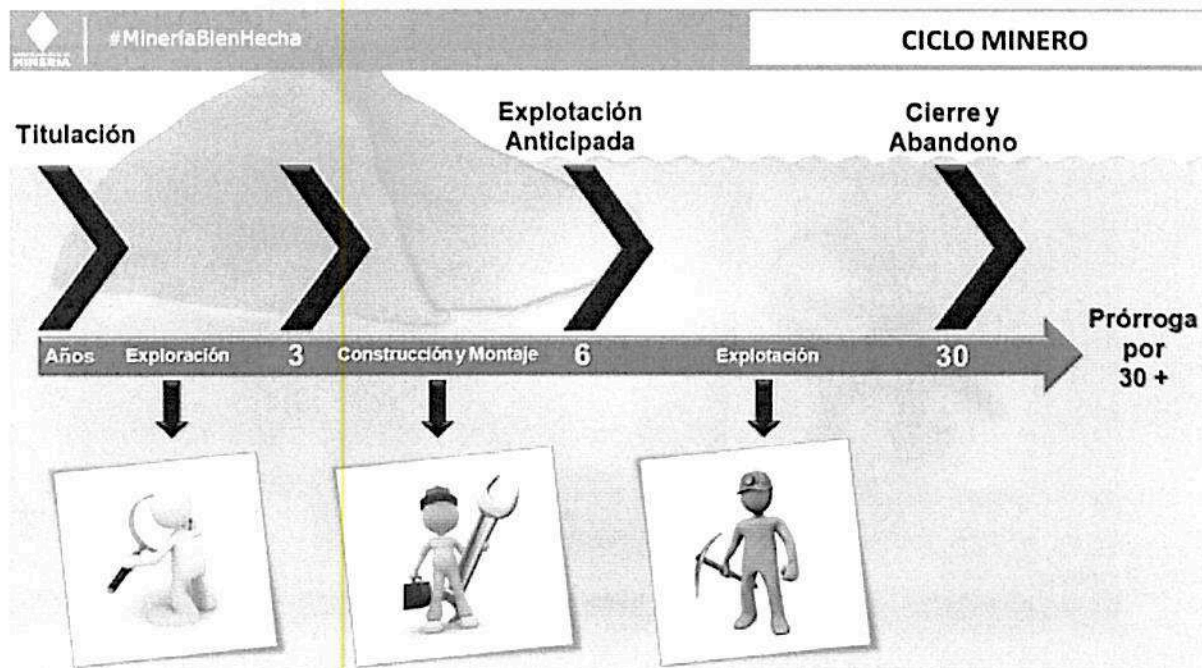 #MineríaBienHecha
MINERÍA
CICLO MINERO
Titulación
Explotación
Anticipada
Cierre y
Abandono
Años Exploración 3 Construcción y Montaje 6 Explotación 30
Prórroga
por
30 +